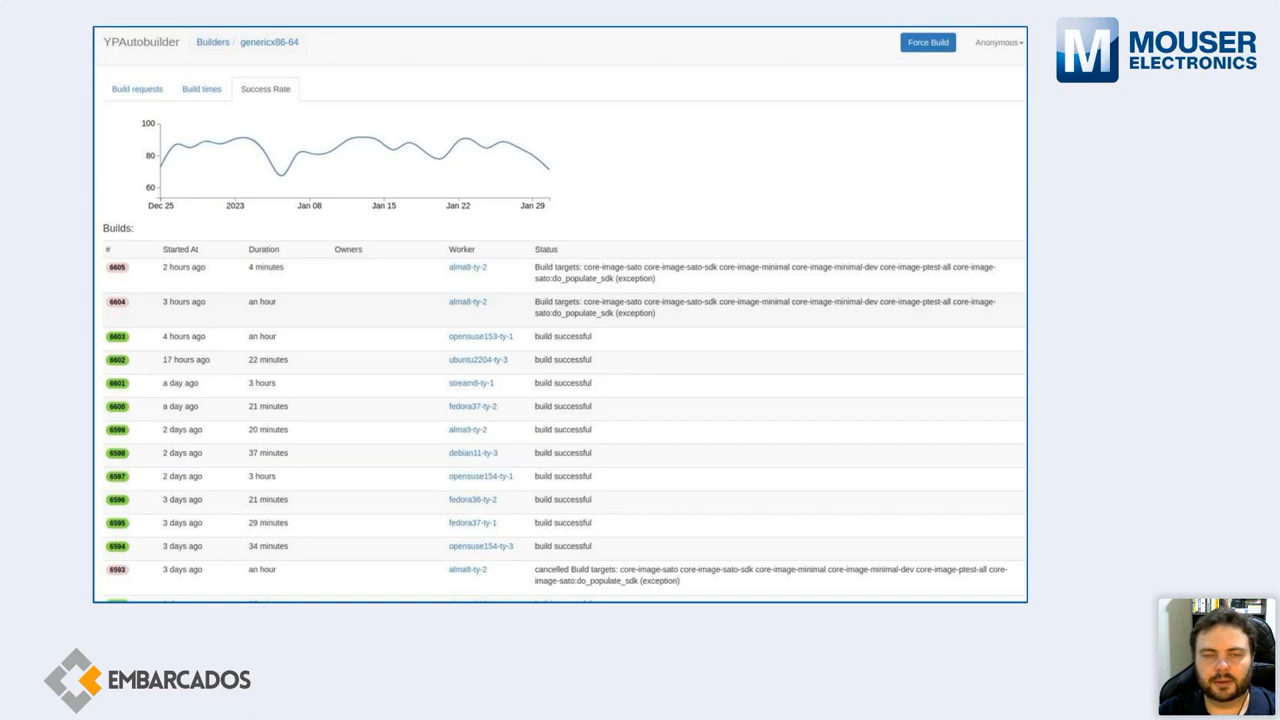 YPAutobuilder Builders / genericx86-64 Force Build Anonymous
MOUSER
ELECTRONICS
Build requests Build times Success Rate
100
80
60
Dec 25 2023 Jan 08 Jan 15 Jan 22 Jan 29
Builds:
# Started At Duration Owners Worker Status
6605 2 hours ago 4 minutes alma8-ty-2 Build targets: core-image-sato core-image-sato-sdk core-image-minimal core-image-minimal-dev core-image-ptest-all core-image-
sato:do_populate_sdk (exception)
6604 3 hours ago an hour alma8-ty-2 Build targets: core-image-sato core-image-sato-sdk core-image-minimal core-image-minimal-dev core-image-ptest-all core-image-
sato:do_populate_sdk (exception)
6603 4 hours ago an hour opensuse153-ty-1 build successful
6602 17 hours ago 22 minutes ubuntu2204-ty-3 build successful
6601 a day ago 3 hours stream8-ty-1 build successful
6600 a day ago 21 minutes fedora37-ty-2 build successful
6599 2 days ago 20 minutes alma9-ty-2 build successful
6598 2 days ago 37 minutes debian11-ty-3 build successful
6597 2 days ago 3 hours opensuse154-ty-1 build successful
6596 3 days ago 21 minutes fedora36-ty-2 build successful
6595 3 days ago 29 minutes fedora37-ty-1 build successful
6594 3 days ago 34 minutes opensuse154-ty-3 build successful
6593 3 days ago an hour alma8-ty-2 cancelled Build targets: core-image-sato core-image-sato-sdk core-image-minimal core-image-minimal-dev core-image-ptest-all core-
image-sato:do_populate_sdk (exception)
EMBARCADOS